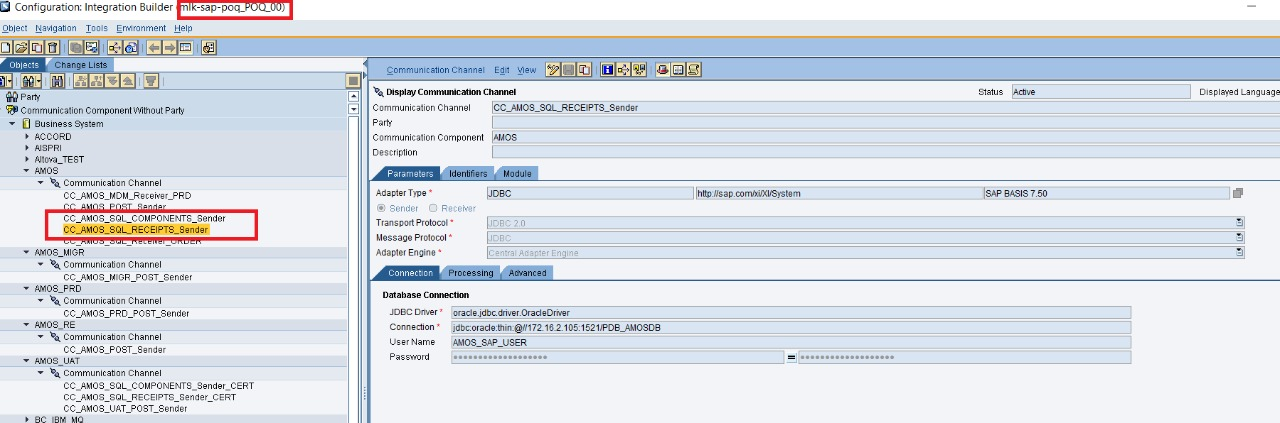 Configuration: Integration Builder (mlk-sap-poq_POQ_00)
Object Navigation Tools Environment Help
Objects Change Lists
Party
Communication Component Without Party
Business System
ACCORD
AISPRI
Altova_TEST
AMOS
Communication Channel
CC_AMOS_MDM_Receiver_PRD
CC_AMOS_POST_Sender
CC_AMOS_SQL_COMPONENTS_Sender
CC_AMOS_SQL_RECEIPTS_Sender
CC_AMOS_SQL_Receiver_ORDER
AMOS_MIGR
Communication Channel
CC_AMOS_MIGR_POST_Sender
AMOS_PRD
Communication Channel
CC_AMOS_PRD_POST_Sender
AMOS_RE
Communication Channel
CC_AMOS_POST_Sender
AMOS_UAT
Communication Channel
CC_AMOS_SQL_COMPONENTS_Sender_CERT
CC_AMOS_SQL_RECEIPTS_Sender_CERT
CC_AMOS_UAT_POST_Sender
BC_IBM_MQ
Communication Channel Edit View
Display Communication Channel Status Active Displayed Language
Communication Channel CC_AMOS_SQL_RECEIPTS_Sender
Party
Communication Component AMOS
Description
Parameters Identifiers Module
Adapter Type * JDBC http://sap.com/xi/XI/System SAP BASIS 7.50
Sender Receiver
Transport Protocol * JDBC 2.0
Message Protocol * JDBC
Adapter Engine * Central Adapter Engine
Connection Processing Advanced
Database Connection
JDBC Driver * oracle.jdbc.driver.OracleDriver
Connection * jdbc:oracle:thin:@//172.16.2.105:1521/PDB_AMOSDB
User Name AMOS_SAP_USER
Password =